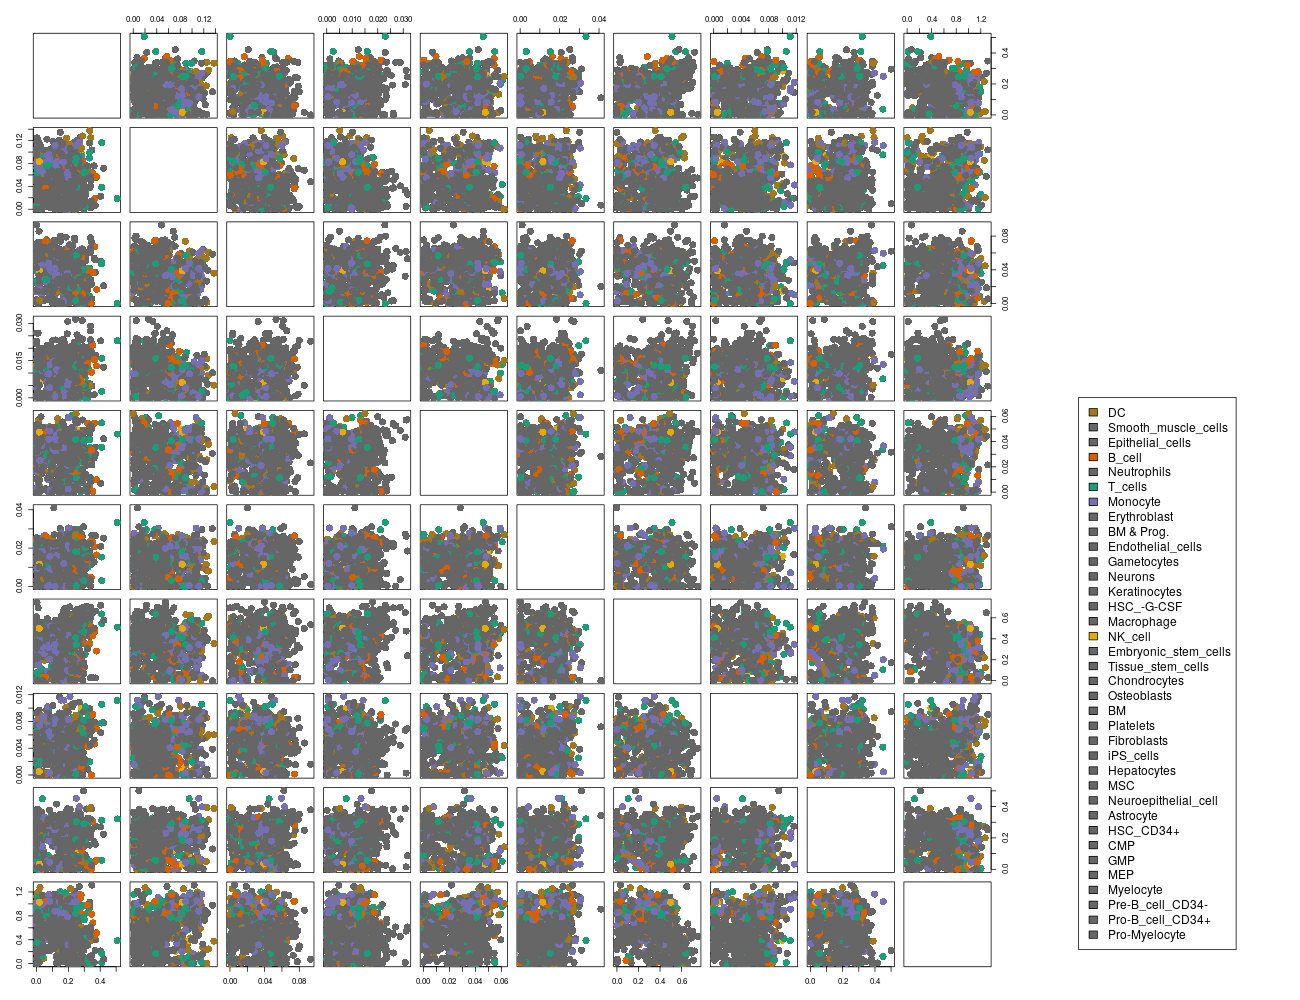 0.00 0.04 0.08 0.12
0.000 0.010 0.020 0.030
0.00 0.02 0.04
0.000 0.004 0.008 0.012
0.0 0.4 0.8 1.2
0.0 0.2 0.4
0.00 0.04 0.08 0.12
0.00 0.04 0.08
0.000 0.015 0.030
0.00 0.02 0.04 0.06
0.00 0.02 0.04
0.0 0.2 0.4 0.6
0.000 0.004 0.008 0.012
0.0 0.2 0.4
0.0 0.4 0.8 1.2
0.0 0.2 0.4
0.00 0.04 0.08
0.00 0.02 0.04 0.06
0.0 0.2 0.4 0.6
0.0 0.2 0.4
DC
Smooth_muscle_cells
Epithelial_cells
B_cell
Neutrophils
T_cells
Monocyte
Erythroblast
BM & Prog.
Endothelial_cells
Gametocytes
Neurons
Keratinocytes
HSC_-G-CSF
Macrophage
NK_cell
Embryonic_stem_cells
Tissue_stem_cells
Chondrocytes
Osteoblasts
BM
Platelets
Fibroblasts
iPS_cells
Hepatocytes
MSC
Neuroepithelial_cell
Astrocyte
HSC_CD34+
CMP
GMP
MEP
Myelocyte
Pre-B_cell_CD34-
Pro-B_cell_CD34+
Pro-Myelocyte